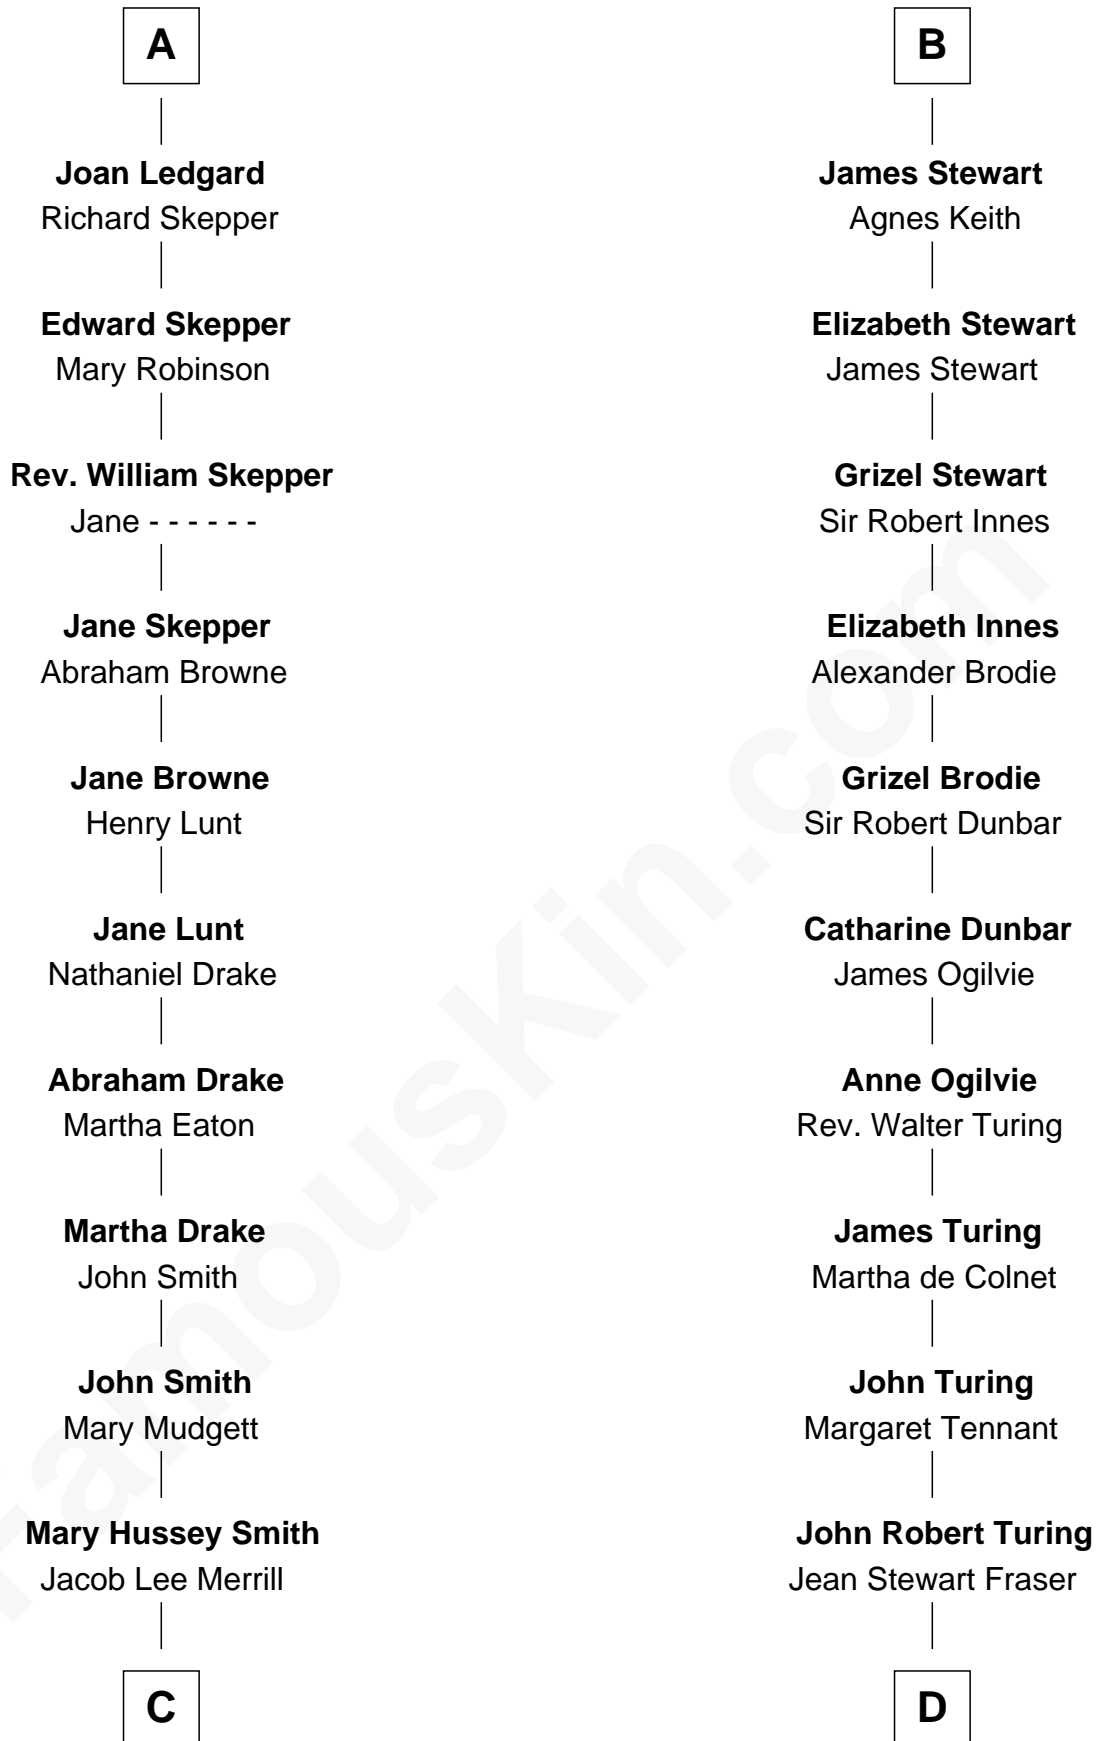 A
Joan Ledgard
Richard Skepper
Edward Skepper
Mary Robinson
Rev. William Skepper
Jane - - - - - -
Jane Skepper
Abraham Browne
Jane Browne
Henry Lunt
Jane Lunt
Nathaniel Drake
Abraham Drake
Martha Eaton
Martha Drake
John Smith
John Smith
Mary Mudgett
Mary Hussey Smith
Jacob Lee Merrill
C
B
James Stewart
Agnes Keith
Elizabeth Stewart
James Stewart
Grizel Stewart
Sir Robert Innes
Elizabeth Innes
Alexander Brodie
Grizel Brodie
Sir Robert Dunbar
Catharine Dunbar
James Ogilvie
Anne Ogilvie
Rev. Walter Turing
James Turing
Martha de Colnet
John Turing
Margaret Tennant
John Robert Turing
Jean Stewart Fraser
D
FamousKin.com